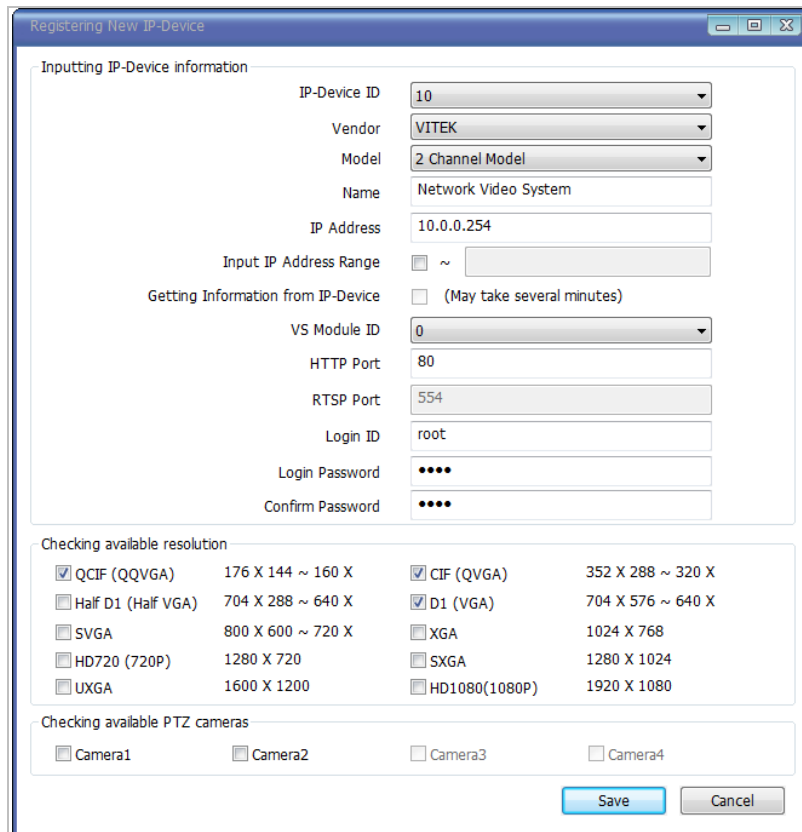 Registering New IP-Device
Inputting IP-Device information
IP-Device ID 10
Vendor VITEK
Model 2 Channel Model
Name Network Video System
IP Address 10.0.0.254
Input IP Address Range ~
Getting Information from IP-Device (May take several minutes)
VS Module ID 0
HTTP Port 80
RTSP Port 554
Login ID root
Login Password ••••
Confirm Password ••••
Checking available resolution
QCIF (QQVGA) 176 X 144 ~ 160 X CIF (QVGA) 352 X 288 ~ 320 X
Half D1 (Half VGA) 704 X 288 ~ 640 X D1 (VGA) 704 X 576 ~ 640 X
SVGA 800 X 600 ~ 720 X XGA 1024 X 768
HD720 (720P) 1280 X 720 SXGA 1280 X 1024
UXGA 1600 X 1200 HD1080(1080P) 1920 X 1080
Checking available PTZ cameras
Camera1 Camera2 Camera3 Camera4
Save Cancel